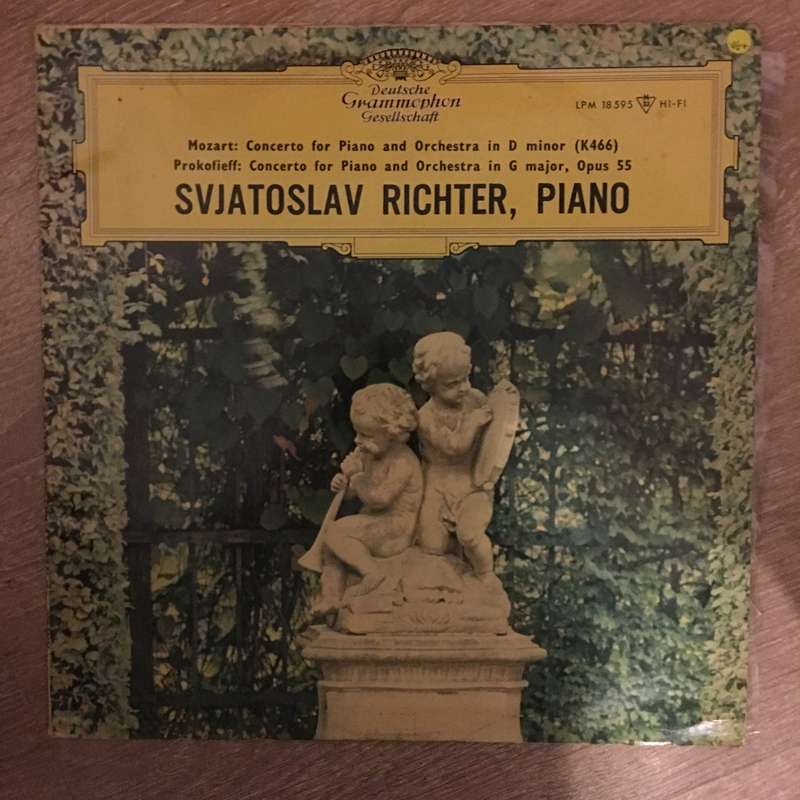 Deutsche
Grammophon
Gesellschaft
LPM 18 595 HI-FI
Mozart: Concerto for Piano and Orchestra in D minor (K466)
Prokofieff: Concerto for Piano and Orchestra in G major, Opus 55
SVJATOSLAV RICHTER, PIANO